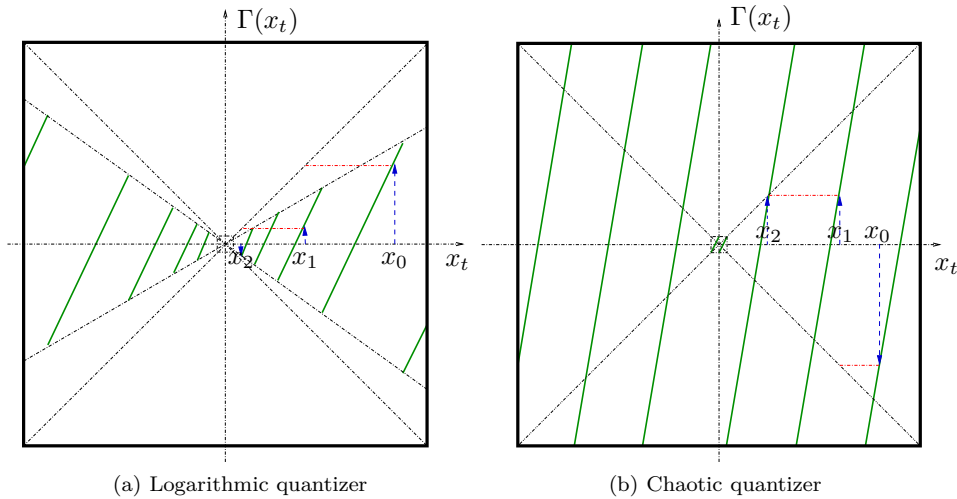 Γ(x_t)
x_2
x_1
x_0
x_t
(a) Logarithmic quantizer
Γ(x_t)
x_2
x_1
x_0
x_t
(b) Chaotic quantizer